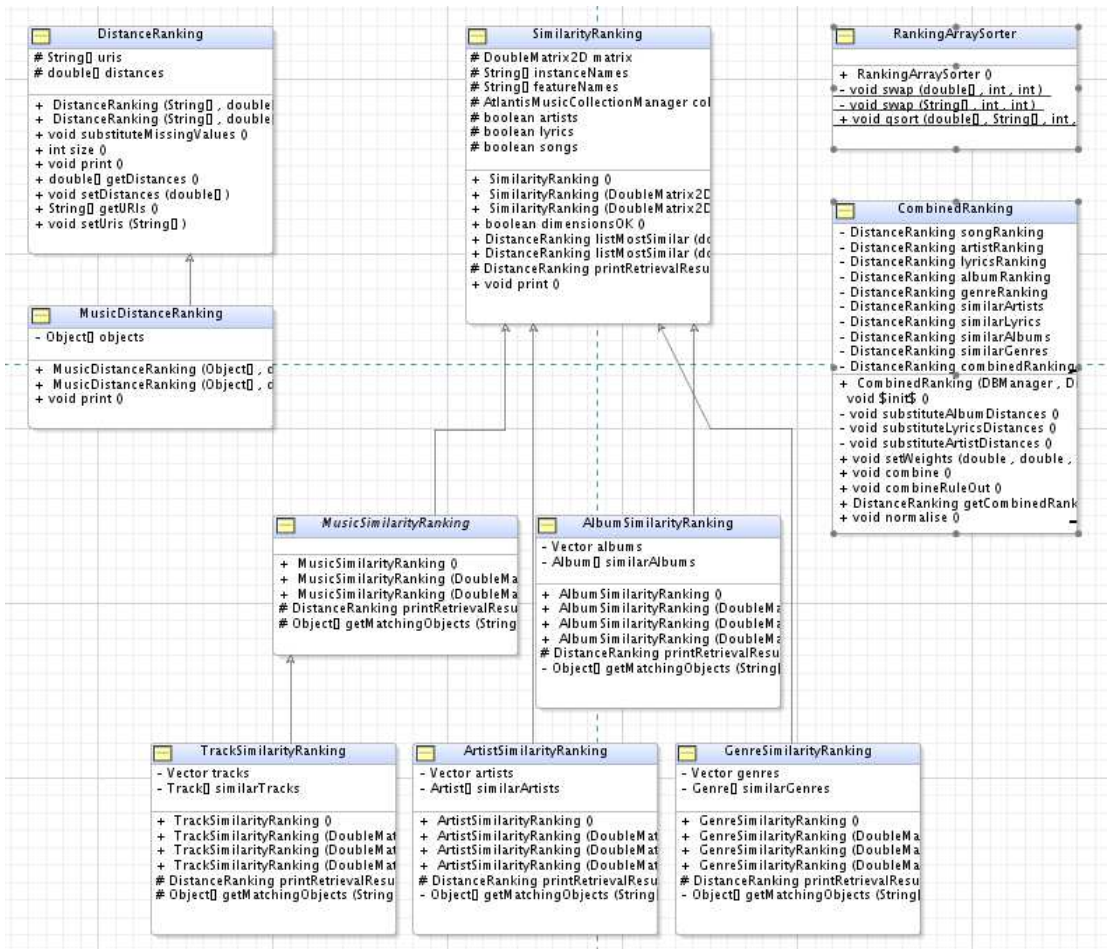 DistanceRanking
# String[] uris
# double[] distances
+ DistanceRanking (String[] , double
+ DistanceRanking (String[] , double
+ void substituteMissingValues ()
+ int size ()
+ void print ()
+ double[] getDistances ()
+ void setDistances (double[] )
+ String[] getURIs ()
+ void setUris (String[] )
MusicDistanceRanking
- Object[] objects
+ MusicDistanceRanking (Object[] , d
+ MusicDistanceRanking (Object[] , d
+ void print ()
SimilarityRanking
# DoubleMatrix2D matrix
# String[] instanceNames
# String[] featureNames
# AtlantisMusicCollectionManager col
# boolean artists
# boolean lyrics
# boolean songs
+ SimilarityRanking ()
+ SimilarityRanking (DoubleMatrix2D
+ SimilarityRanking (DoubleMatrix2D
+ boolean dimensionsOK ()
+ DistanceRanking listMostSimilar (do
+ DistanceRanking listMostSimilar (do
# DistanceRanking printRetrievalResu
+ void print ()
RankingArraySorter
+ RankingArraySorter ()
- void swap (double[] , int , int )
- void swap (String[] , int , int )
+ void qsort (double[] , String[] , int ,
CombinedRanking
- DistanceRanking songRanking
- DistanceRanking artistRanking
- DistanceRanking lyricsRanking
- DistanceRanking albumRanking
- DistanceRanking genreRanking
- DistanceRanking similarArtists
- DistanceRanking similarLyrics
- DistanceRanking similarAlbums
- DistanceRanking similarGenres
- DistanceRanking combinedRanking
+ CombinedRanking (DBManager , D
void $init$ ()
- void substituteAlbumDistances ()
- void substituteLyricsDistances ()
- void substituteArtistDistances ()
+ void setWeights (double , double ,
+ void combine ()
+ void combineRuleOut ()
+ DistanceRanking getCombinedRank
+ void normalise ()
MusicSimilarityRanking
+ MusicSimilarityRanking ()
+ MusicSimilarityRanking (DoubleMa
+ MusicSimilarityRanking (DoubleMa
# DistanceRanking printRetrievalResu
# Object[] getMatchingObjects (String
AlbumSimilarityRanking
- Vector albums
- Album[] similarAlbums
+ AlbumSimilarityRanking ()
+ AlbumSimilarityRanking (DoubleMa
+ AlbumSimilarityRanking (DoubleMa
+ AlbumSimilarityRanking (DoubleMa
# DistanceRanking printRetrievalResu
- Object[] getMatchingObjects (String[
TrackSimilarityRanking
- Vector tracks
- Track[] similarTracks
+ TrackSimilarityRanking ()
+ TrackSimilarityRanking (DoubleMat
+ TrackSimilarityRanking (DoubleMat
+ TrackSimilarityRanking (DoubleMat
# DistanceRanking printRetrievalResu
# Object[] getMatchingObjects (String
ArtistSimilarityRanking
- Vector artists
- Artist[] similarArtists
+ ArtistSimilarityRanking ()
+ ArtistSimilarityRanking (DoubleMat
+ ArtistSimilarityRanking (DoubleMat
+ ArtistSimilarityRanking (DoubleMat
# DistanceRanking printRetrievalResu
- Object[] getMatchingObjects (String[
GenreSimilarityRanking
- Vector genres
- Genre[] similarGenres
+ GenreSimilarityRanking ()
+ GenreSimilarityRanking (DoubleMa
+ GenreSimilarityRanking (DoubleMa
+ GenreSimilarityRanking (DoubleMa
# DistanceRanking printRetrievalResu
- Object[] getMatchingObjects (String[